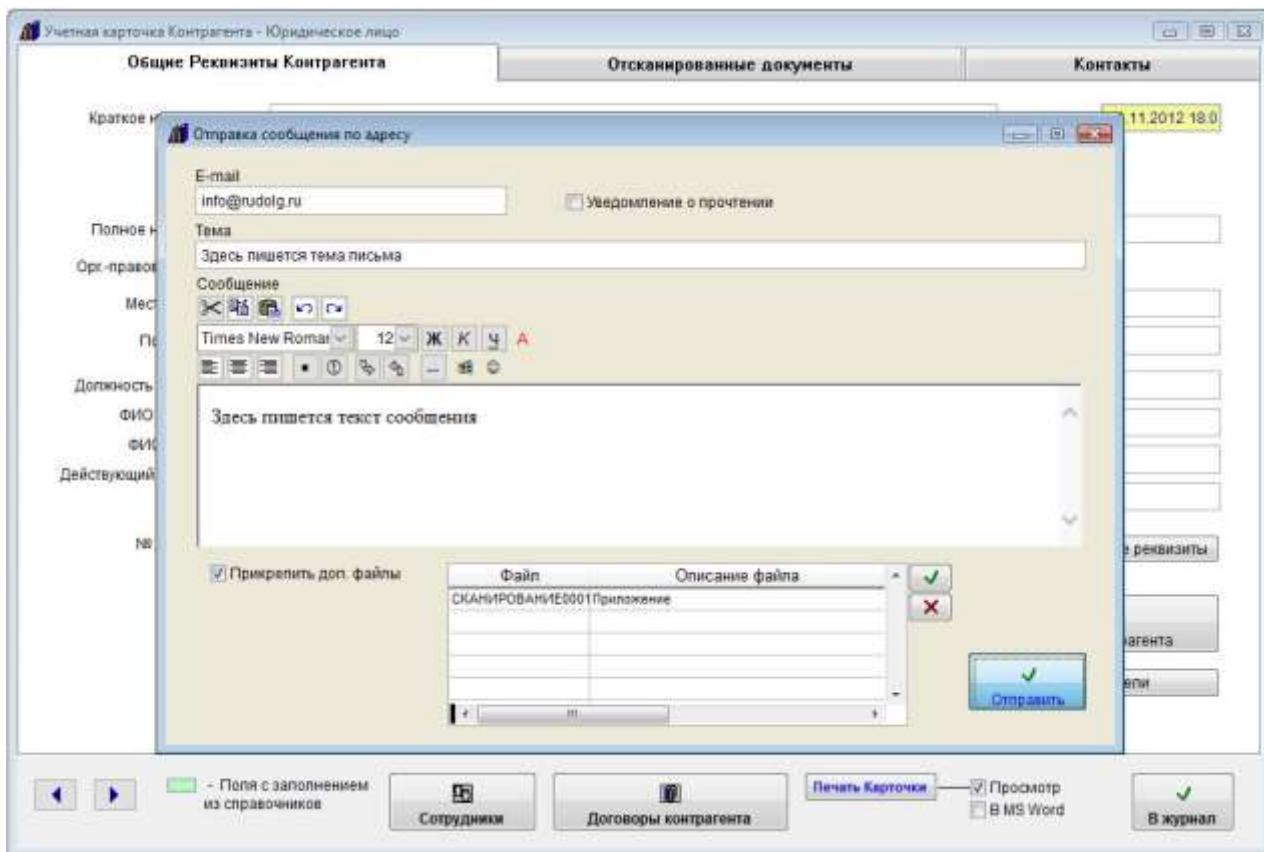 Учетная карточка Контрагента - Юридическое лицо
Общие Реквизиты Контрагента
Отсканированные документы
Контакты
Краткое н
11.2012 18:0
Отправка сообщения по адресу
E-mail
info@rudolg.ru
Уведомление о прочтении
Полное н
Тема
Здесь пишется тема письма
Орг.-правов
Сообщение
Мест
Times New Roman 12 Ж К Ч А
По
Должность
Здесь пишется текст сообщения
ФИО
ФИО
Действующий
№
е реквизиты
Прикрепить доп. файлы
Файл
Описание файла
СКАНИРОВАНИЕ0001 Приложение
агента
Отправить
ели
- Поля с заполнением
из справочников
Сотрудники
Договоры контрагента
Печать Карточки
Просмотр
В MS Word
В журнал